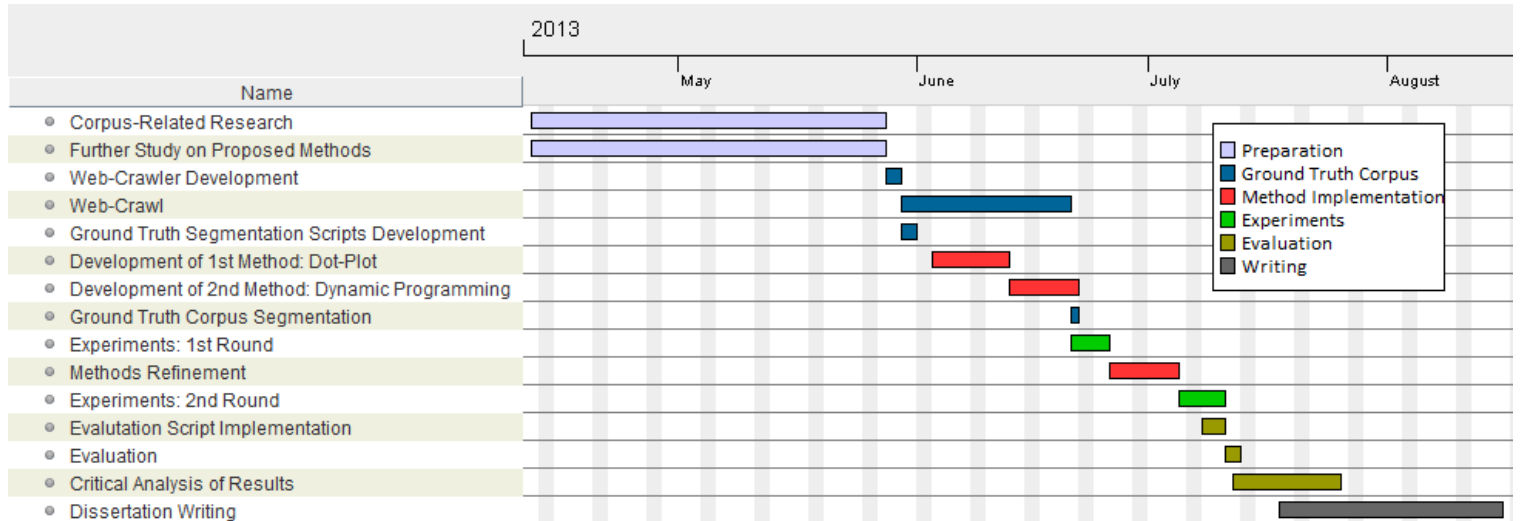 2013
May
June
July
August
Name
Corpus-Related Research
Further Study on Proposed Methods
Web-Crawler Development
Web-Crawl
Ground Truth Segmentation Scripts Development
Development of 1st Method: Dot-Plot
Development of 2nd Method: Dynamic Programming
Ground Truth Corpus Segmentation
Experiments: 1st Round
Methods Refinement
Experiments: 2nd Round
Evalutation Script Implementation
Evaluation
Critical Analysis of Results
Dissertation Writing
Preparation
Ground Truth Corpus
Method Implementation
Experiments
Evaluation
Writing